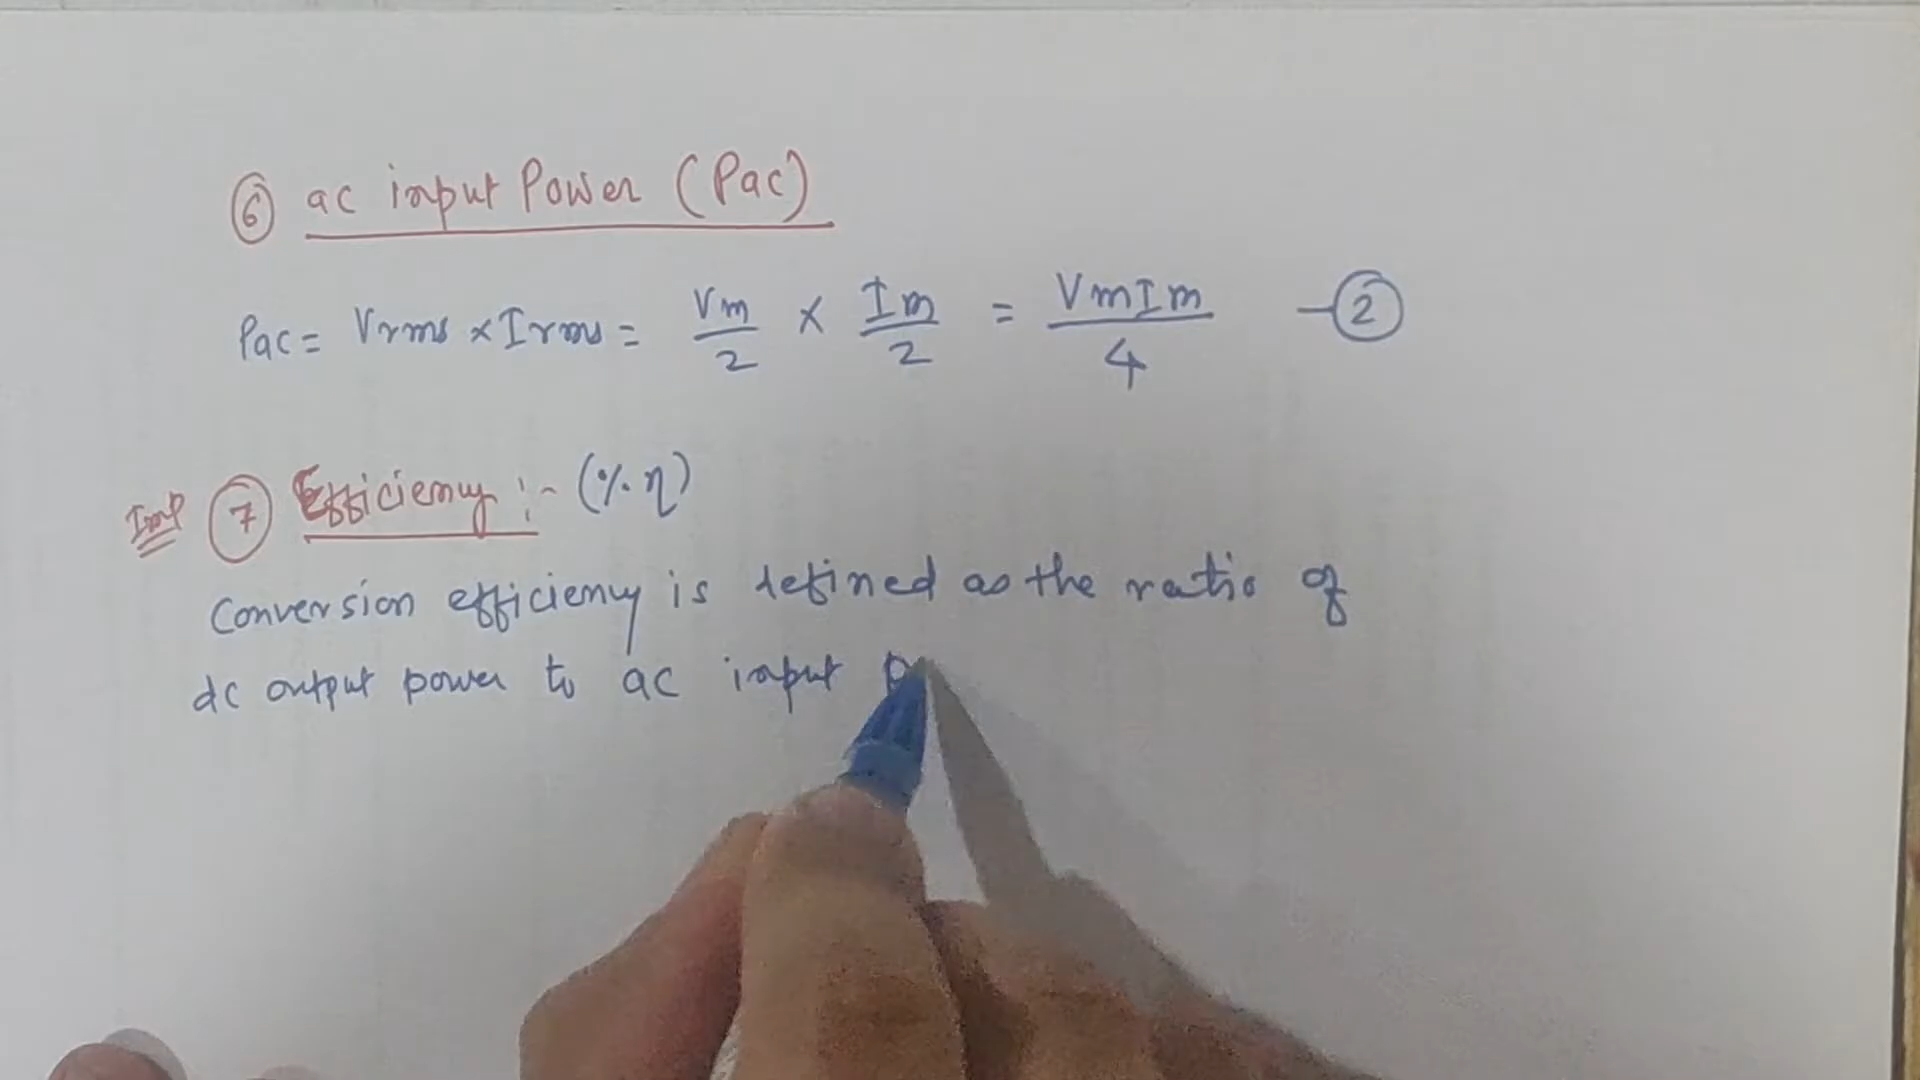 ⑥ ac input Power (Pac)
Pac = Vrms × Irms = Vm/2 × Im/2 = VmIm/4 —②
Imp ⑦ Efficiency :- (% η)
Conversion efficiency is defined as the ratio of
dc output power to ac input